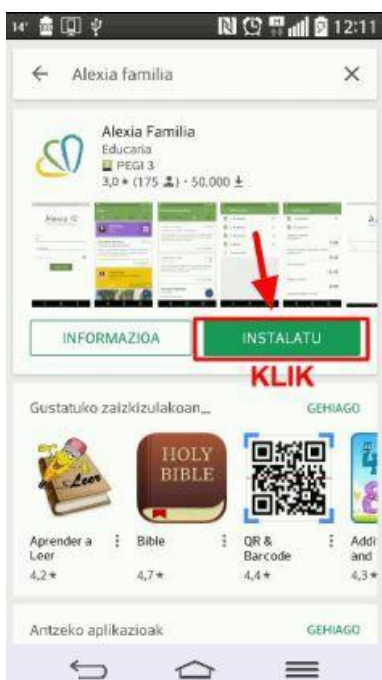 14°
12:11
Alexia familia
Alexia Familia
Educaria
PEGI 3
3,0★ (175) · 50.000
INFORMAZIOA
INSTALATU
KLIK
Gustatuko zaizkizulakoan...
GEHIAGO
Leer
HOLY
BIBLE
Aprender a
Leer
4,2★
Bible
4,7★
QR &
Barcode
4,4★
Addi
and
4,3★
Antzeko aplikazioak
GEHIAGO